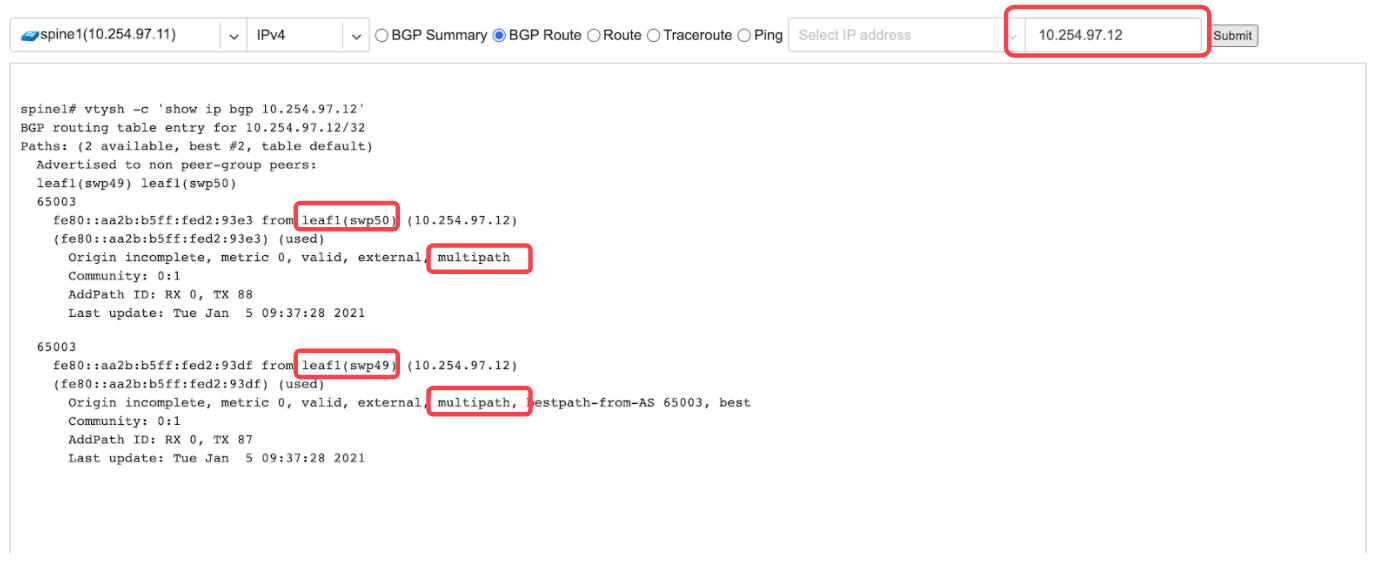 spine1(10.254.97.11) IPv4 BGP Summary BGP Route Route Traceroute Ping Select IP address 10.254.97.12 Submit
spine1# vtysh -c 'show ip bgp 10.254.97.12'
BGP routing table entry for 10.254.97.12/32
Paths: (2 available, best #2, table default)
Advertised to non peer-group peers:
leaf1(swp49) leaf1(swp50)
65003
fe80::aa2b:b5ff:fed2:93e3 from leaf1(swp50) (10.254.97.12)
(fe80::aa2b:b5ff:fed2:93e3) (used)
Origin incomplete, metric 0, valid, external, multipath
Community: 0:1
AddPath ID: RX 0, TX 88
Last update: Tue Jan  5 09:37:28 2021
65003
fe80::aa2b:b5ff:fed2:93df from leaf1(swp49) (10.254.97.12)
(fe80::aa2b:b5ff:fed2:93df) (used)
Origin incomplete, metric 0, valid, external, multipath, bestpath-from-AS 65003, best
Community: 0:1
AddPath ID: RX 0, TX 87
Last update: Tue Jan  5 09:37:28 2021